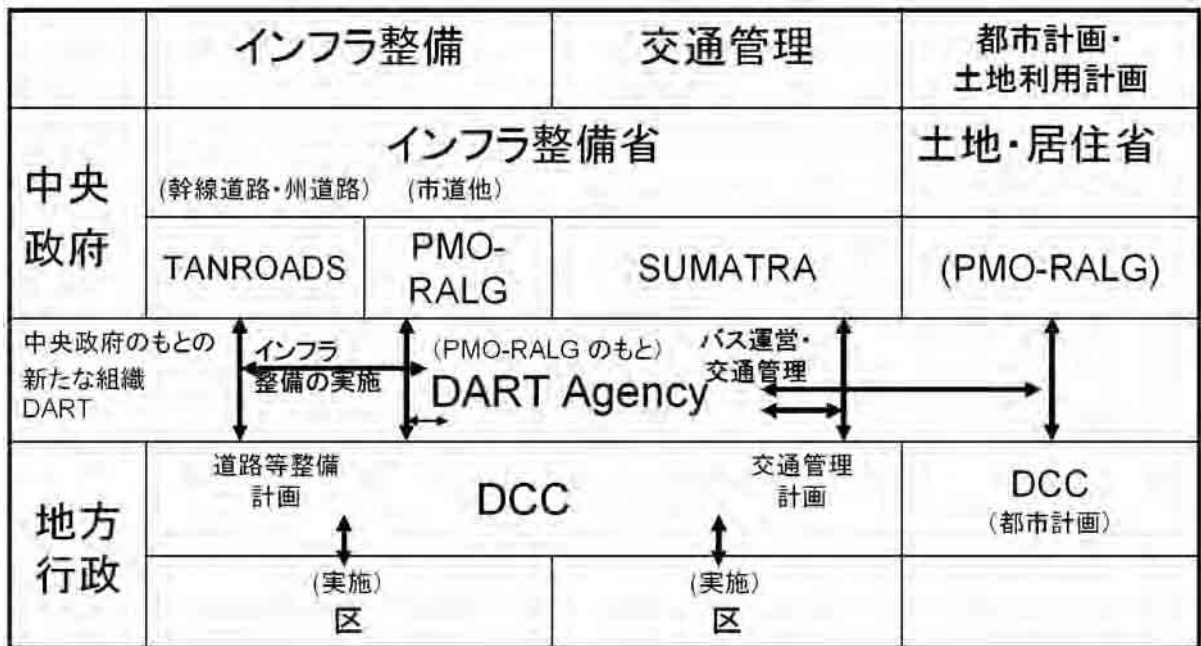 インフラ整備
交通管理
都市計画・
土地利用計画
中央
政府
インフラ整備省
(幹線道路・州道路)
(市道他)
土地・居住省
TANROADS
PMO-
RALG
SUMATRA
(PMO-RALG)
中央政府のもとの
新たな組織
DART
インフラ
整備の実施
(PMO-RALG のもと)
DART Agency
バス運営・
交通管理
地方
行政
道路等整備
計画
DCC
交通管理
計画
DCC
(都市計画)
(実施)
区
(実施)
区